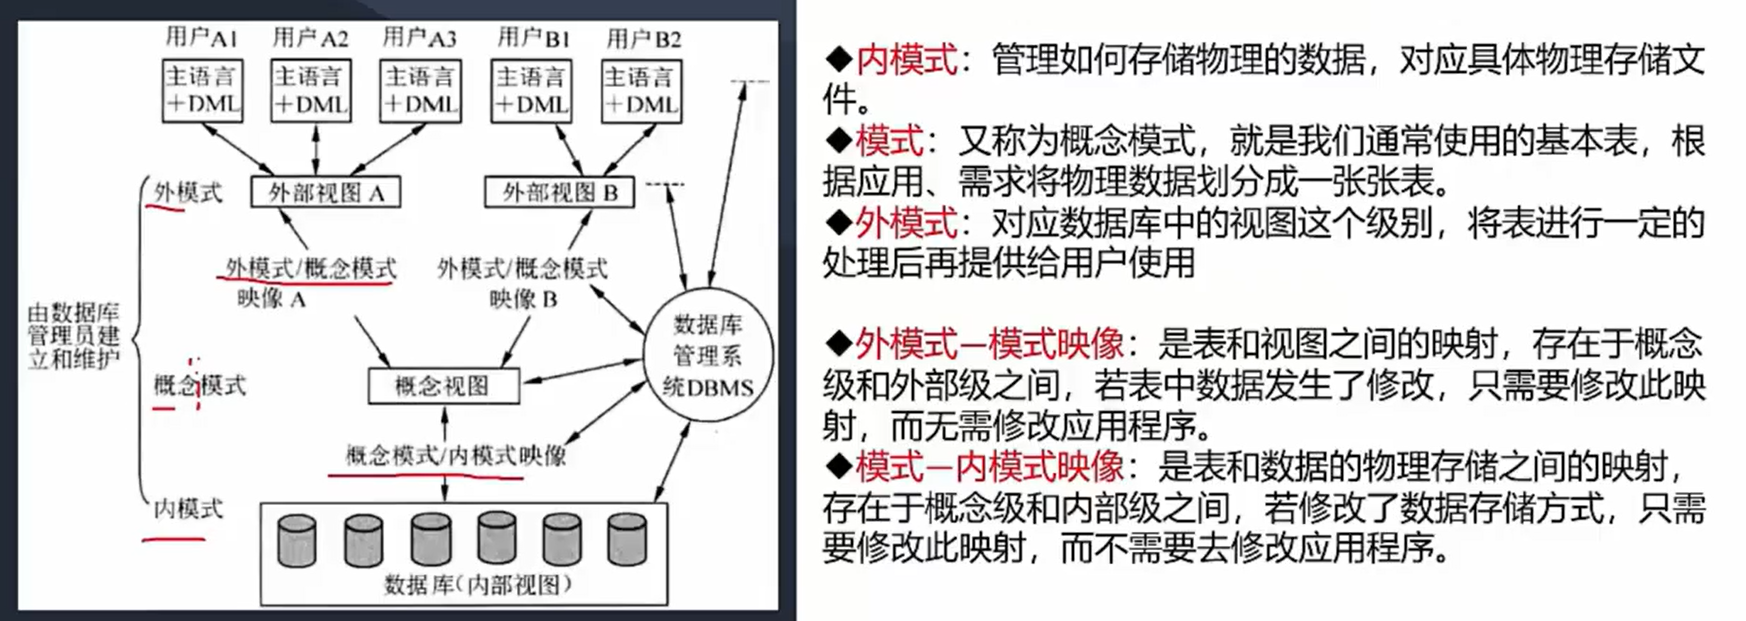 用户A1 用户A2 用户A3 用户B1 用户B2
主语言 主语言 主语言 主语言 主语言
+DML +DML +DML +DML +DML
外模式 外部视图 A 外部视图 B
外模式/概念模式 外模式/概念模式
映像 A 映像 B
由数据库
管理员建
立和维护
数据库
管理系
统DBMS
概念模式 概念视图
概念模式/内模式映像
内模式
数据库(内部视图)
◆内模式：管理如何存储物理的数据，对应具体物理存储文
件。
◆模式：又称为概念模式，就是我们通常使用的基本表，根
据应用、需求将物理数据划分成一张张表。
◆外模式：对应数据库中的视图这个级别，将表进行一定的
处理后再提供给用户使用
◆外模式—模式映像：是表和视图之间的映射，存在于概念
级和外部级之间，若表中数据发生了修改，只需要修改此映
射，而无需修改应用程序。
◆模式—内模式映像：是表和数据的物理存储之间的映射，
存在于概念级和内部级之间，若修改了数据存储方式，只需
要修改此映射，而不需要去修改应用程序。